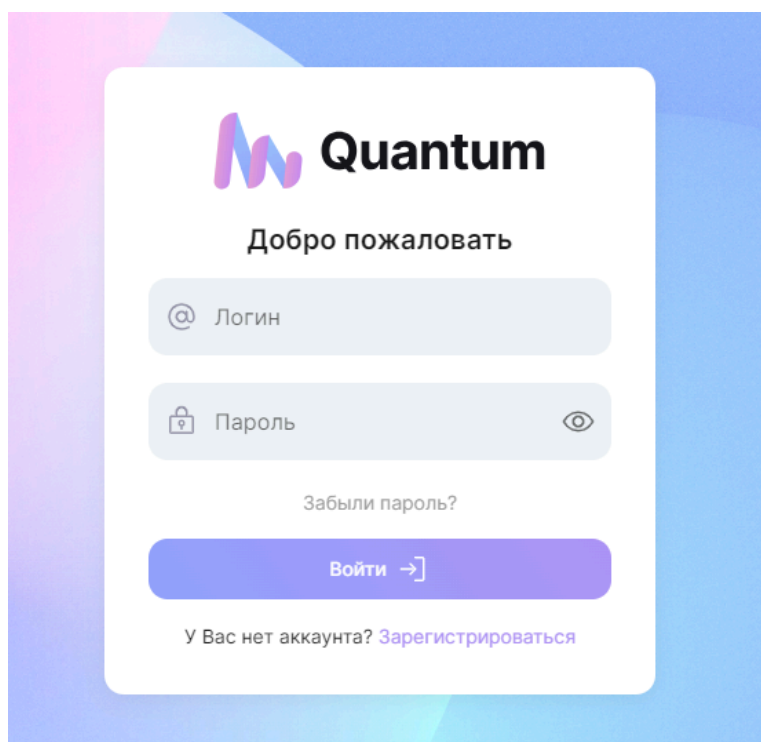 Quantum
Добро пожаловать
Логин
Пароль
Забыли пароль?
Войти
У Вас нет аккаунта? Зарегистрироваться